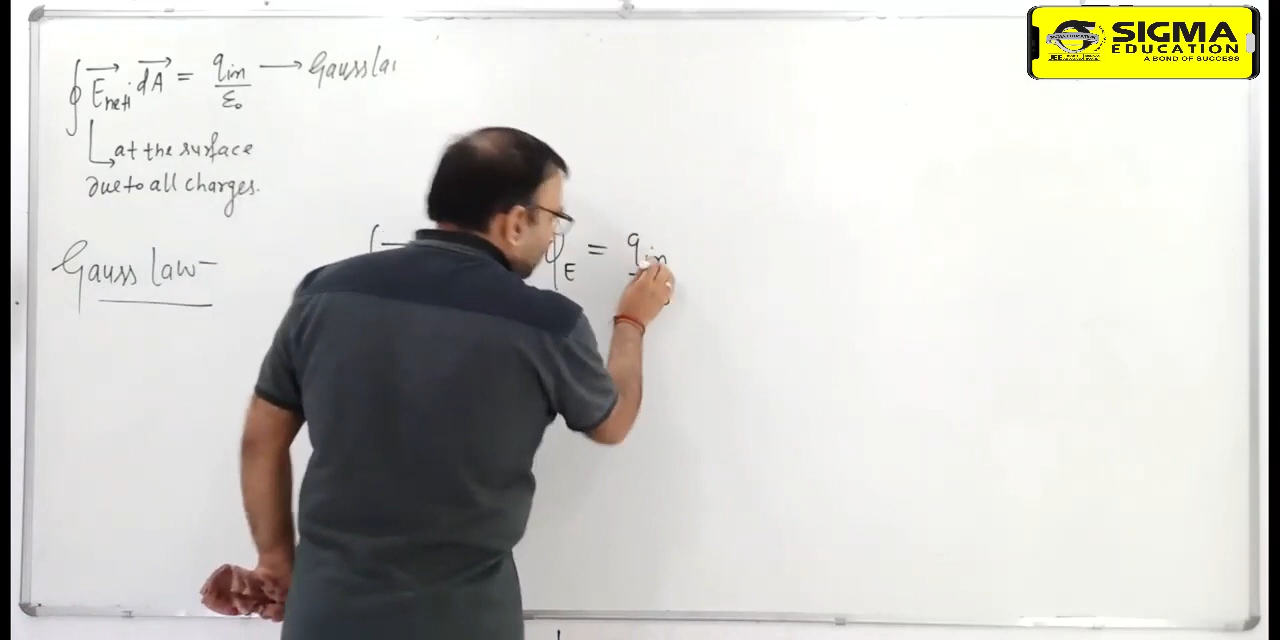 ∮ E⃗net . dA⃗ = qin/ε₀ → Gauss la
at the surface
due to all charges.
Gauss law -
φE = qin
SIGMA
EDUCATION
A BOND OF SUCCESS